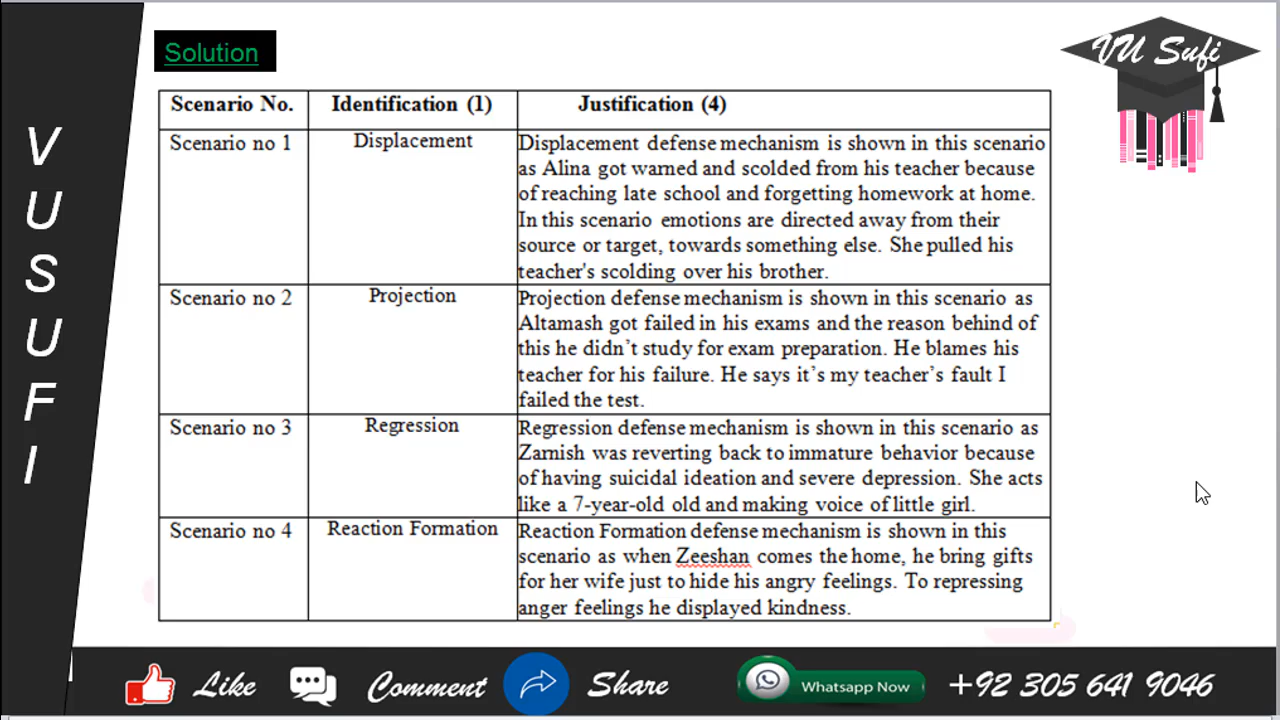 Solution
VU Sufi
V
U
S
U
F
I
Scenario No. Identification (1) Justification (4)
Scenario no 1 Displacement Displacement defense mechanism is shown in this scenario
as Alina got warned and scolded from his teacher because
of reaching late school and forgetting homework at home.
In this scenario emotions are directed away from their
source or target, towards something else. She pulled his
teacher's scolding over his brother.
Scenario no 2 Projection Projection defense mechanism is shown in this scenario as
Altamash got failed in his exams and the reason behind of
this he didn't study for exam preparation. He blames his
teacher for his failure. He says it's my teacher's fault I
failed the test.
Scenario no 3 Regression Regression defense mechanism is shown in this scenario as
Zarnish was reverting back to immature behavior because
of having suicidal ideation and severe depression. She acts
like a 7-year-old old and making voice of little girl.
Scenario no 4 Reaction Formation Reaction Formation defense mechanism is shown in this
scenario as when Zeeshan comes the home, he bring gifts
for her wife just to hide his angry feelings. To repressing
anger feelings he displayed kindness.
Like Comment Share Whatsapp Now +92 305 641 9046